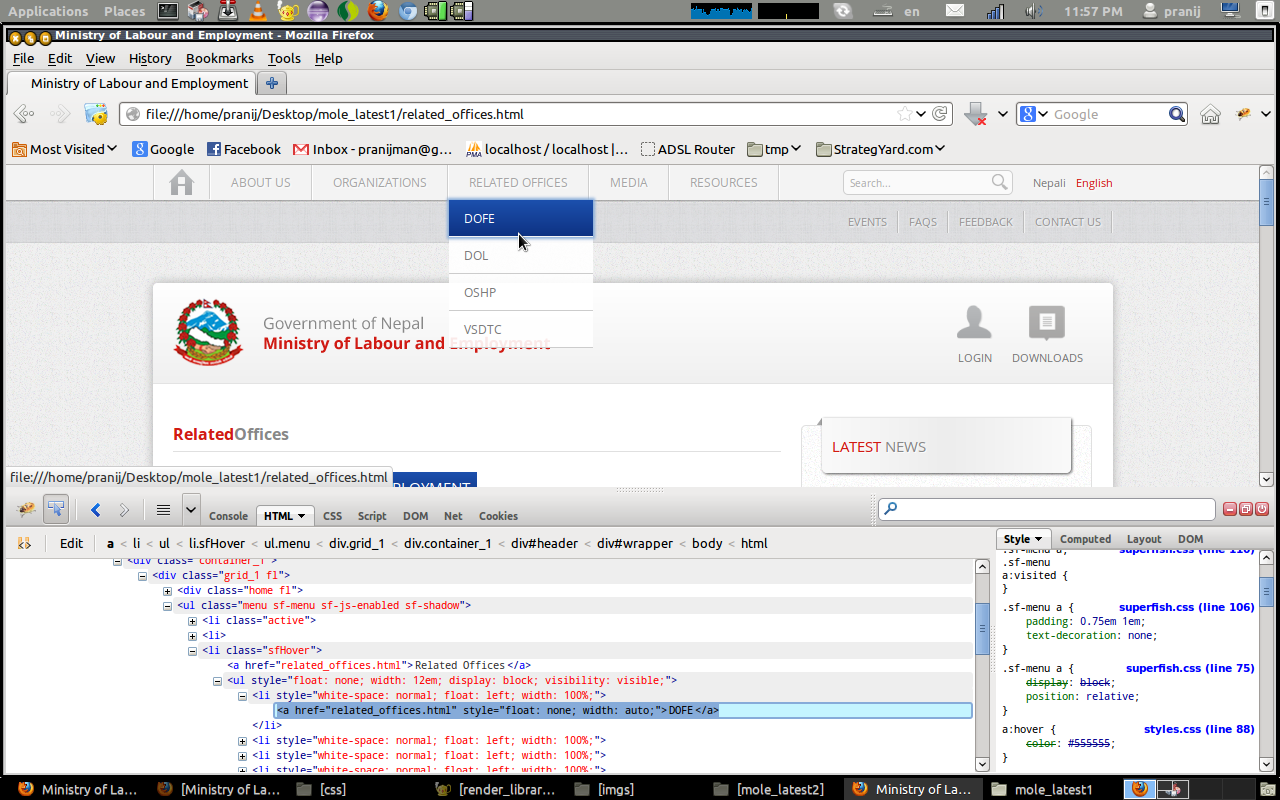 Applications Places en 11:57 PM pranij
Ministry of Labour and Employment - Mozilla Firefox
File Edit View History Bookmarks Tools Help
Ministry of Labour and Employment
file:///home/pranij/Desktop/mole_latest1/related_offices.html Google
Most Visited Google Facebook Inbox - pranijman@g... localhost / localhost |... ADSL Router tmp StrategYard.com
ABOUT US ORGANIZATIONS RELATED OFFICES MEDIA RESOURCES Search... Nepali English
DOFE
EVENTS FAQS FEEDBACK CONTACT US
DOL
OSHP
Government of Nepal
VSDTC
Ministry of Labour and Employment
LOGIN DOWNLOADS
RelatedOffices
LATEST NEWS
file:///home/pranij/Desktop/mole_latest1/related_offices.html
Console HTML CSS Script DOM Net Cookies
Edit a < li < ul < li.sfHover < ul.menu < div.grid_1 < div.container_1 < div#header < div#wrapper < body < html
Style Computed Layout DOM
<div class="container_1">
<div class="grid_1 fl">
<div class="home fl">
<ul class="menu sf-menu sf-js-enabled sf-shadow">
<li class="active">
<li>
<li class="sfHover">
<a href="related_offices.html">Related Offices</a>
<ul style="float: none; width: 12em; display: block; visibility: visible;">
<li style="white-space: normal; float: left; width: 100%;">
<a href="related_offices.html" style="float: none; width: auto;">DOFE</a>
</li>
<li style="white-space: normal; float: left; width: 100%;">
<li style="white-space: normal; float: left; width: 100%;">
<li style="white-space: normal; float: left; width: 100%;">
.sf-menu a, superfish.css (line 110)
.sf-menu
a:visited {
}
.sf-menu a { superfish.css (line 106)
padding: 0.75em 1em;
text-decoration: none;
}
.sf-menu a { superfish.css (line 75)
display: block;
position: relative;
}
a:hover { styles.css (line 88)
color: #555555;
}
Ministry of La... [Ministry of La... [css] [render_librar... [imgs] [mole_latest2] Ministry of La... mole_latest1